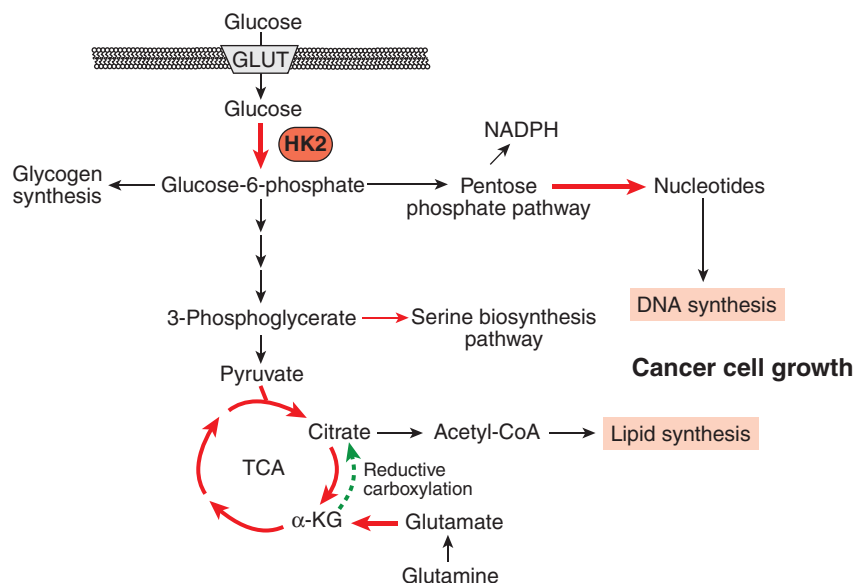 Glucose
GLUT
Glucose
HK2
NADPH
Glycogen
synthesis
Glucose-6-phosphate
Pentose
phosphate pathway
Nucleotides
DNA synthesis
3-Phosphoglycerate
Serine biosynthesis
pathway
Cancer cell growth
Pyruvate
Citrate
Acetyl-CoA
Lipid synthesis
TCA
Reductive
carboxylation
α-KG
Glutamate
Glutamine